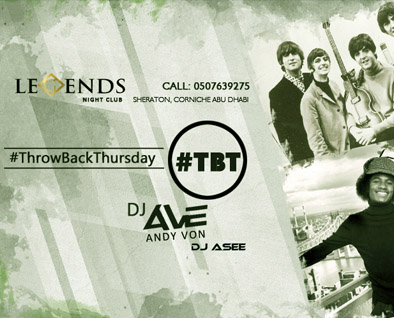 LEGENDS
NIGHT CLUB
CALL: 0507639275
SHERATON, CORNICHE ABU DHABI
#ThrowBackThursday
#TBT
DJ AVE
ANDY VON
DJ ASEE